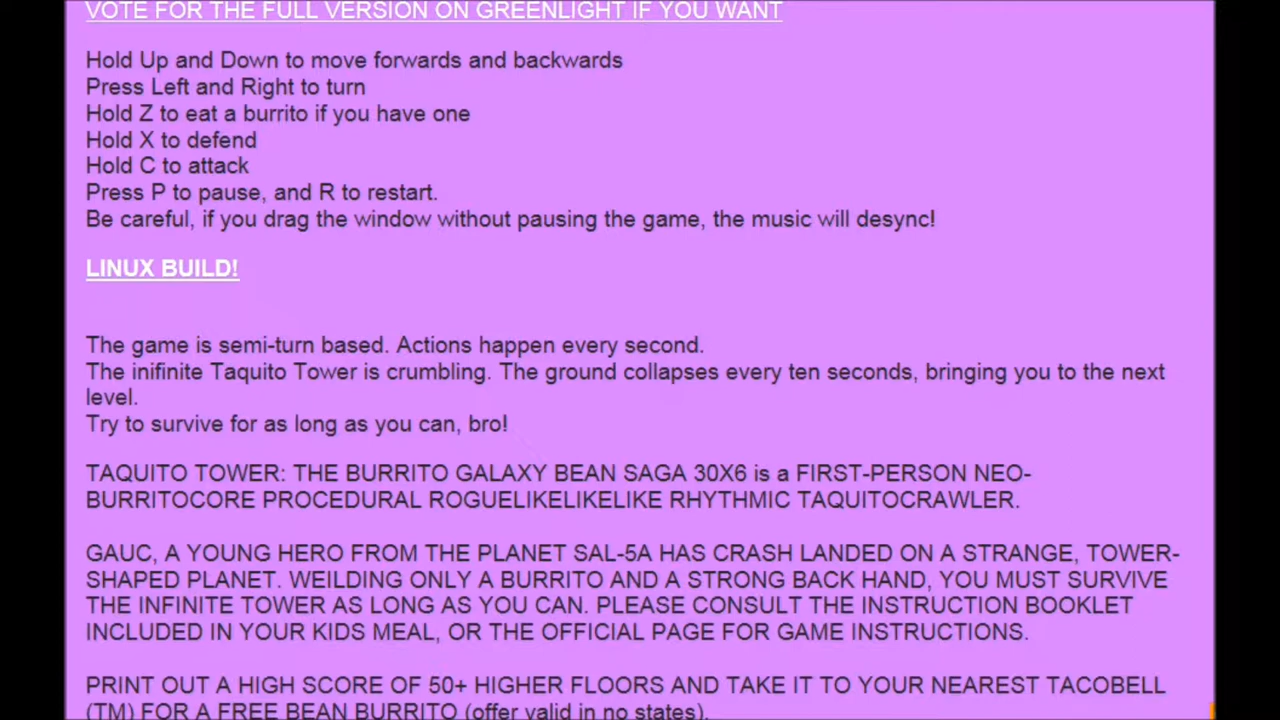 VOTE FOR THE FULL VERSION ON GREENLIGHT IF YOU WANT
Hold Up and Down to move forwards and backwards
Press Left and Right to turn
Hold Z to eat a burrito if you have one
Hold X to defend
Hold C to attack
Press P to pause, and R to restart.
Be careful, if you drag the window without pausing the game, the music will desync!
LINUX BUILD!
The game is semi-turn based. Actions happen every second.
The inifinite Taquito Tower is crumbling. The ground collapses every ten seconds, bringing you to the next
level.
Try to survive for as long as you can, bro!
TAQUITO TOWER: THE BURRITO GALAXY BEAN SAGA 30X6 is a FIRST-PERSON NEO-
BURRITOCORE PROCEDURAL ROGUELIKELIKELIKE RHYTHMIC TAQUITOCRAWLER.
GAUC, A YOUNG HERO FROM THE PLANET SAL-5A HAS CRASH LANDED ON A STRANGE, TOWER-
SHAPED PLANET. WEILDING ONLY A BURRITO AND A STRONG BACK HAND, YOU MUST SURVIVE
THE INFINITE TOWER AS LONG AS YOU CAN. PLEASE CONSULT THE INSTRUCTION BOOKLET
INCLUDED IN YOUR KIDS MEAL, OR THE OFFICIAL PAGE FOR GAME INSTRUCTIONS.
PRINT OUT A HIGH SCORE OF 50+ HIGHER FLOORS AND TAKE IT TO YOUR NEAREST TACOBELL
(TM) FOR A FREE BEAN BURRITO (offer valid in no states).